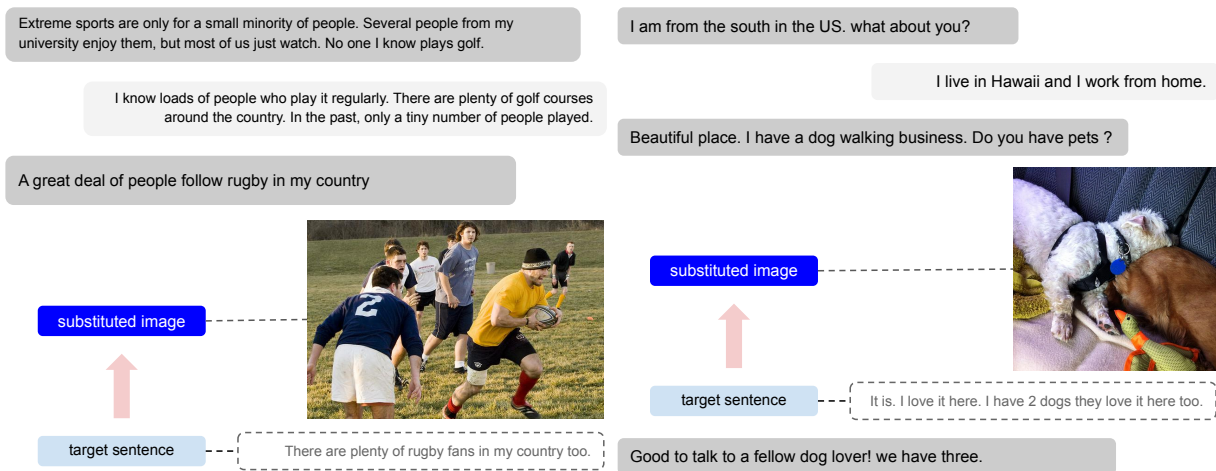 Extreme sports are only for a small minority of people. Several people from my
university enjoy them, but most of us just watch. No one I know plays golf.
I know loads of people who play it regularly. There are plenty of golf courses
around the country. In the past, only a tiny number of people played.
A great deal of people follow rugby in my country
2
substituted image
target sentence
There are plenty of rugby fans in my country too.
I am from the south in the US. what about you?
I live in Hawaii and I work from home.
Beautiful place. I have a dog walking business. Do you have pets ?
substituted image
target sentence
It is. I love it here. I have 2 dogs they love it here too.
Good to talk to a fellow dog lover! we have three.